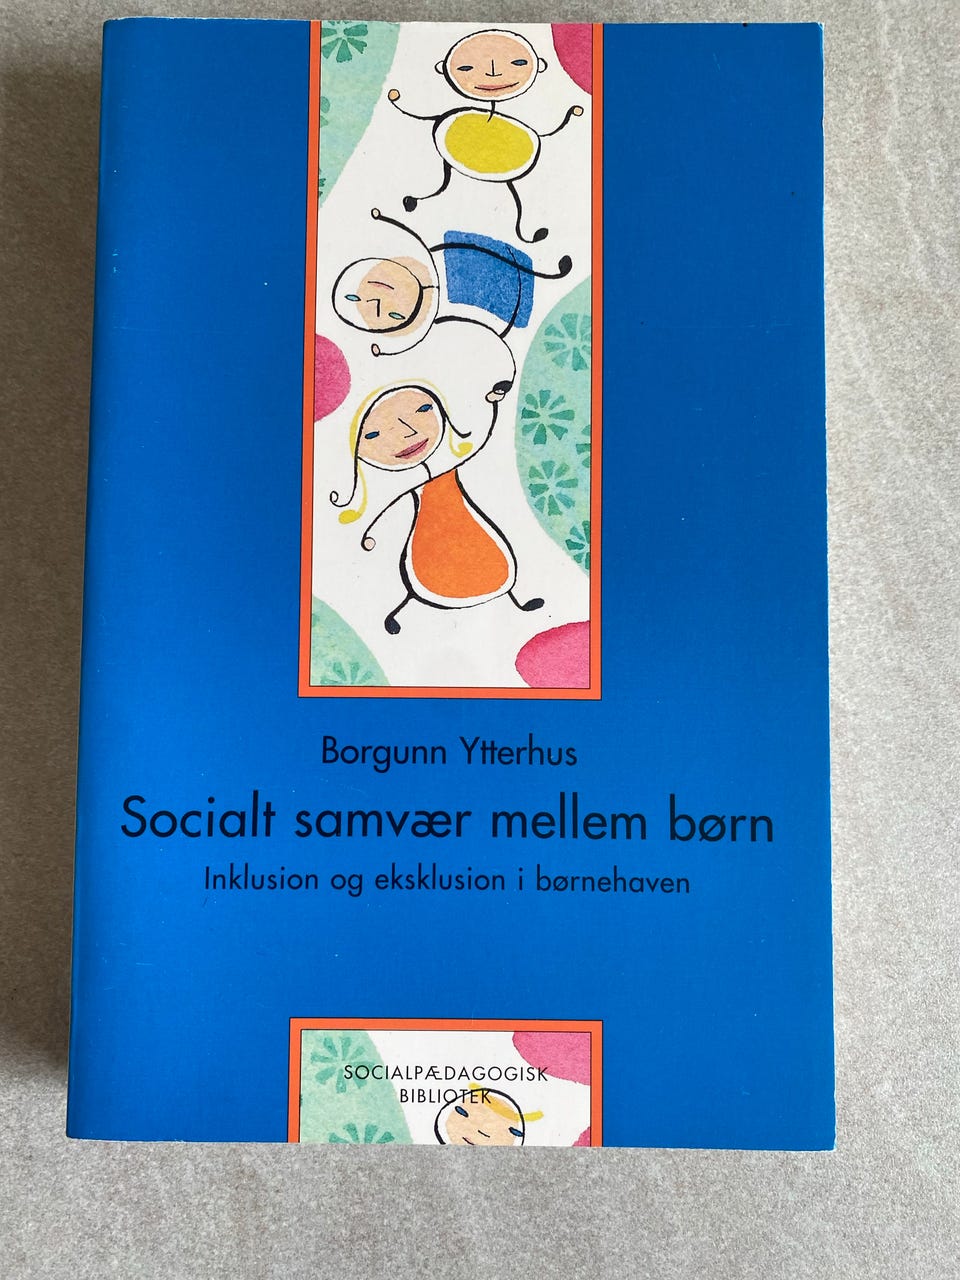 Borgunn Ytterhus
Socialt samvær mellem børn
Inklusion og eksklusion i børnehaven
SOCIALPÆDAGOGISK
BIBLIOTEK